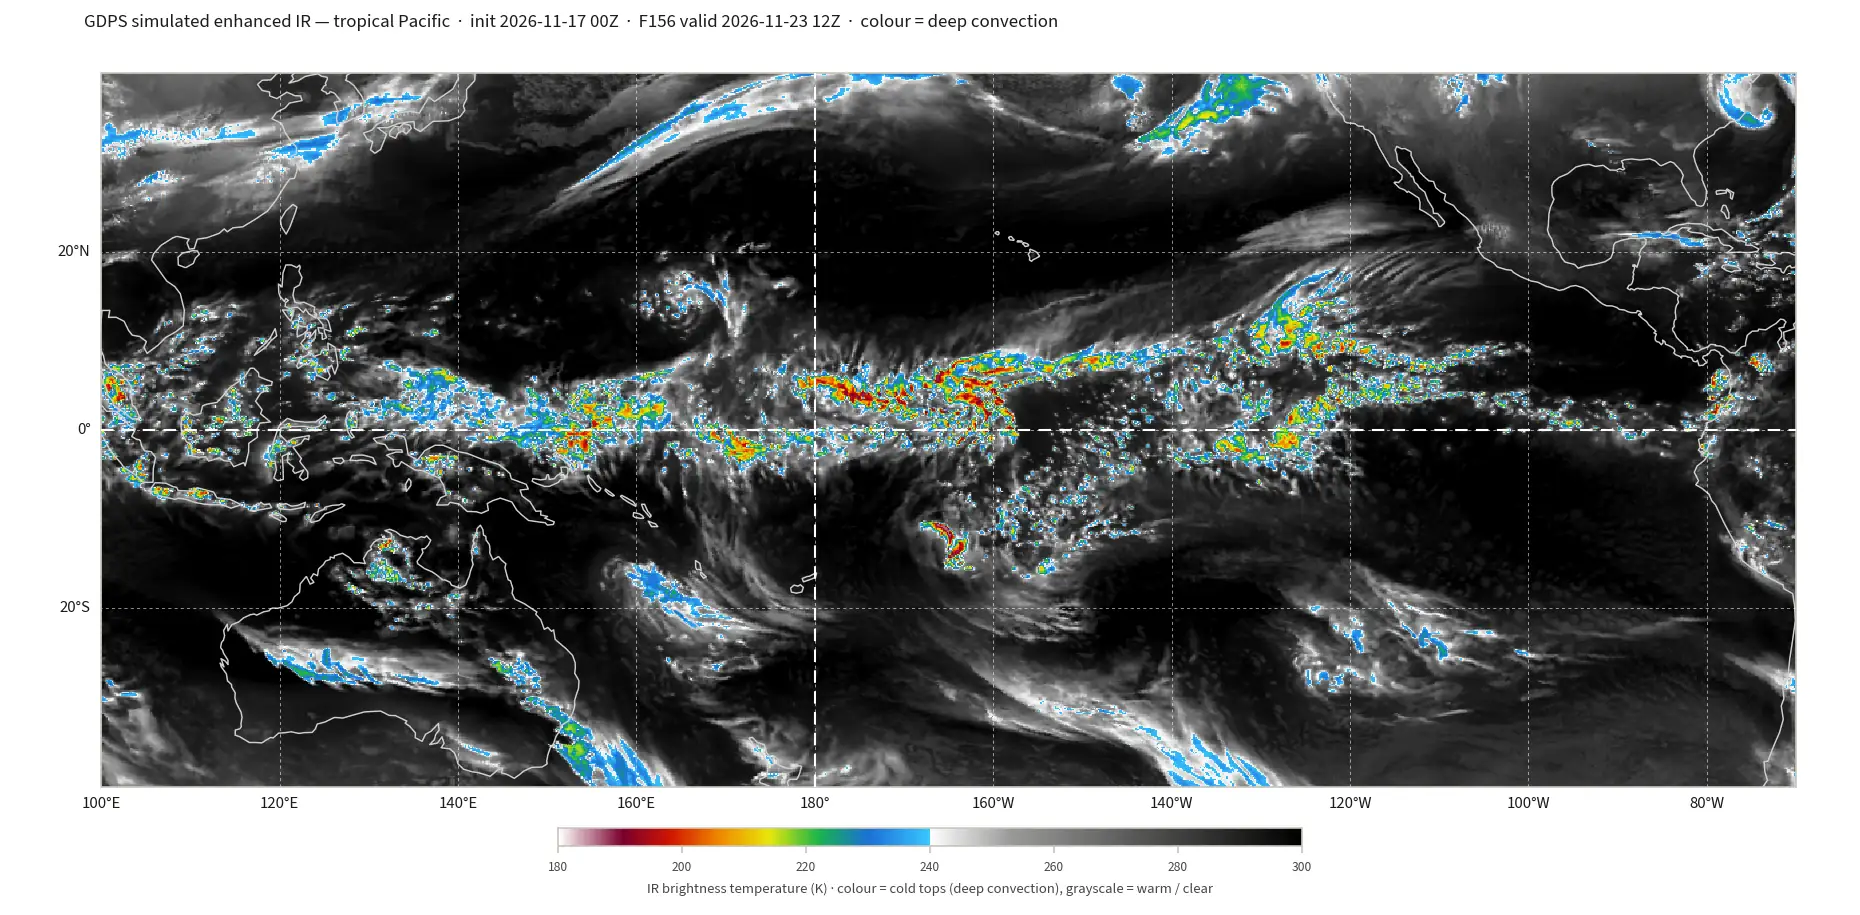 GDPS simulated enhanced IR — tropical Pacific · init 2026-11-17 00Z · F156 valid 2026-11-23 12Z · colour = deep convection
20°N
0°
20°S
100°E 120°E 140°E 160°E 180° 160°W 140°W 120°W 100°W 80°W
180 200 220 240 260 280 300
IR brightness temperature (K) · colour = cold tops (deep convection), grayscale = warm / clear